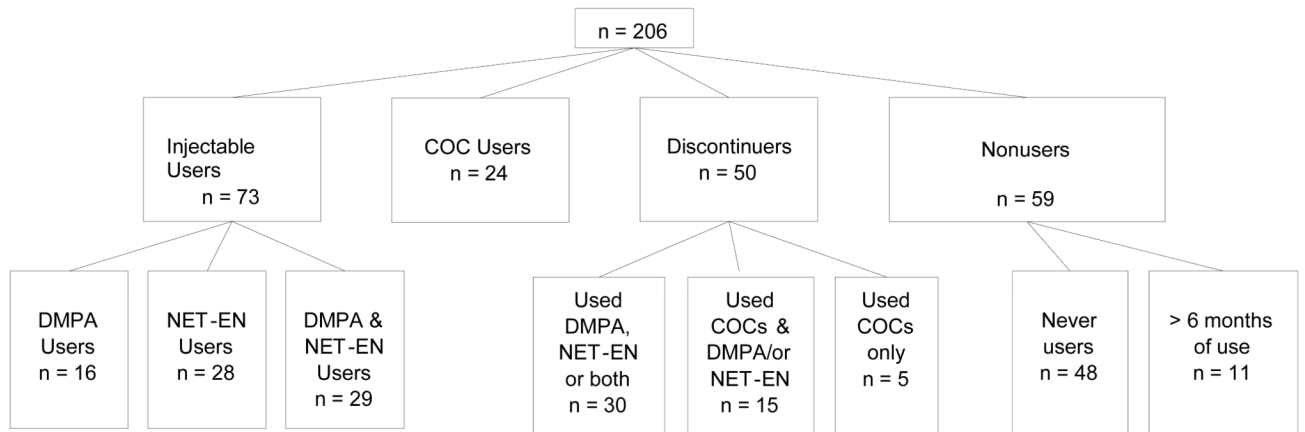 n = 206
Injectable
Users
n = 73
COC Users
n = 24
Discontinuers
n = 50
Nonusers
n = 59
DMPA
Users
n = 16
NET-EN
Users
n = 28
DMPA &
NET-EN
Users
n = 29
Used
DMPA,
NET-EN
or both
n = 30
Used
COCs &
DMPA/or
NET-EN
n = 15
Used
COCs
only
n = 5
Never
users
n = 48
> 6 months
of use
n = 11